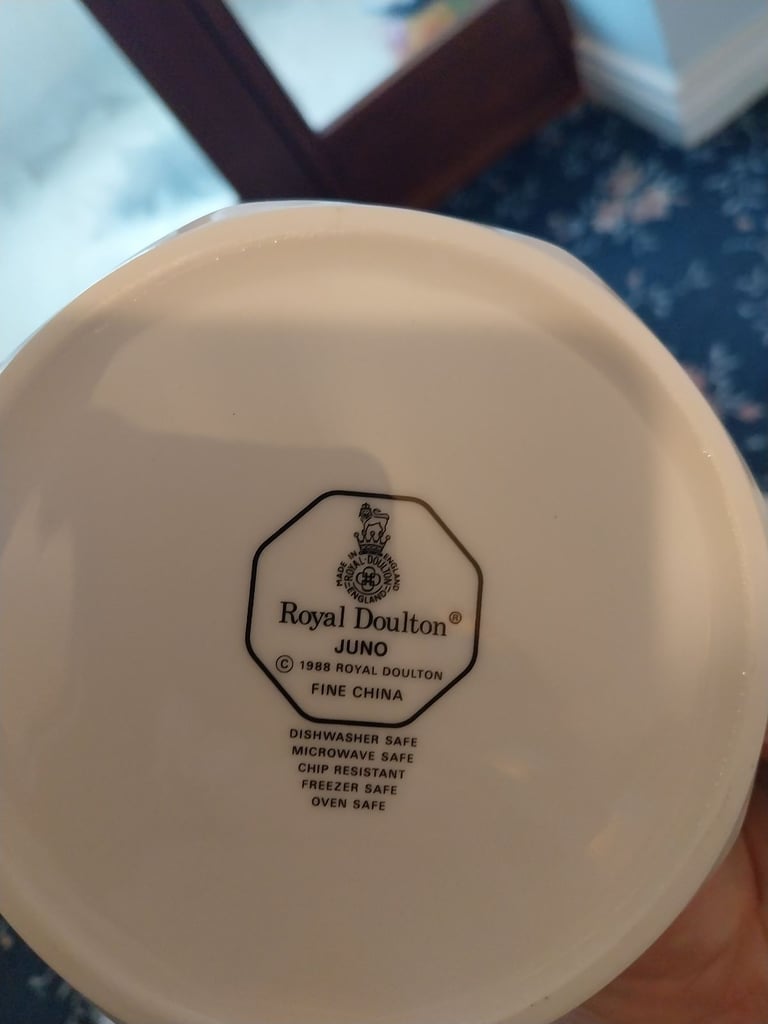 MADE IN ENGLAND
ROYAL-DOULTON
ENGLAND
Royal Doulton®
JUNO
© 1988 ROYAL DOULTON
FINE CHINA
DISHWASHER SAFE
MICROWAVE SAFE
CHIP RESISTANT
FREEZER SAFE
OVEN SAFE